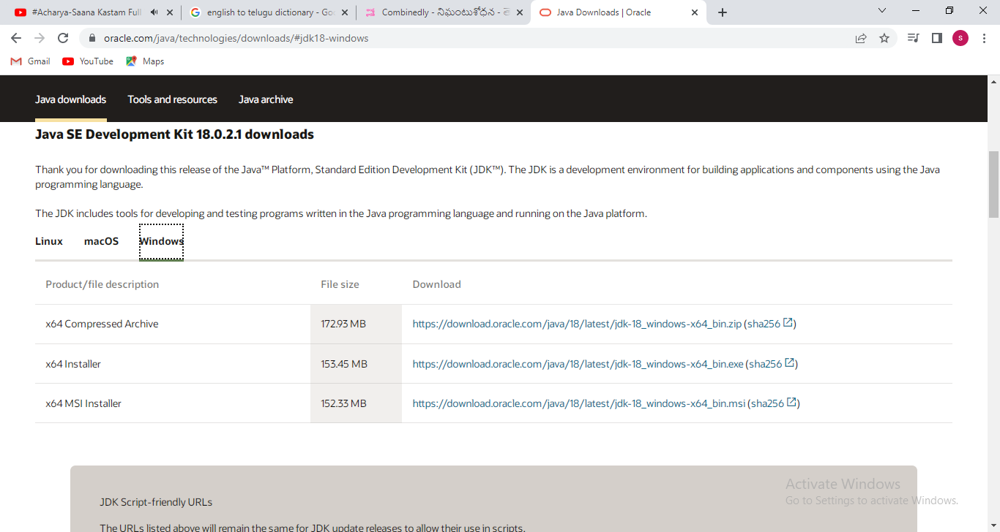 #Acharya-Saana Kastam Full
english to telugu dictionary - Goo
Combinedly - నిఘంటుశోధన - తె
Java Downloads | Oracle
oracle.com/java/technologies/downloads/#jdk18-windows
s
Gmail
YouTube
Maps
Java downloads
Tools and resources
Java archive
Java SE Development Kit 18.0.2.1 downloads
Thank you for downloading this release of the Java™ Platform, Standard Edition Development Kit (JDK™). The JDK is a development environment for building applications and components using the Java
programming language.
The JDK includes tools for developing and testing programs written in the Java programming language and running on the Java platform.
Linux macOS Windows
Product/file description File size Download
x64 Compressed Archive 172.93 MB https://download.oracle.com/java/18/latest/jdk-18_windows-x64_bin.zip (sha256)
x64 Installer 153.45 MB https://download.oracle.com/java/18/latest/jdk-18_windows-x64_bin.exe (sha256)
x64 MSI Installer 152.33 MB https://download.oracle.com/java/18/latest/jdk-18_windows-x64_bin.msi (sha256)
Activate Windows
Go to Settings to activate Windows.
JDK Script-friendly URLs
The URLs listed above will remain the same for JDK update releases to allow their use in scripts.